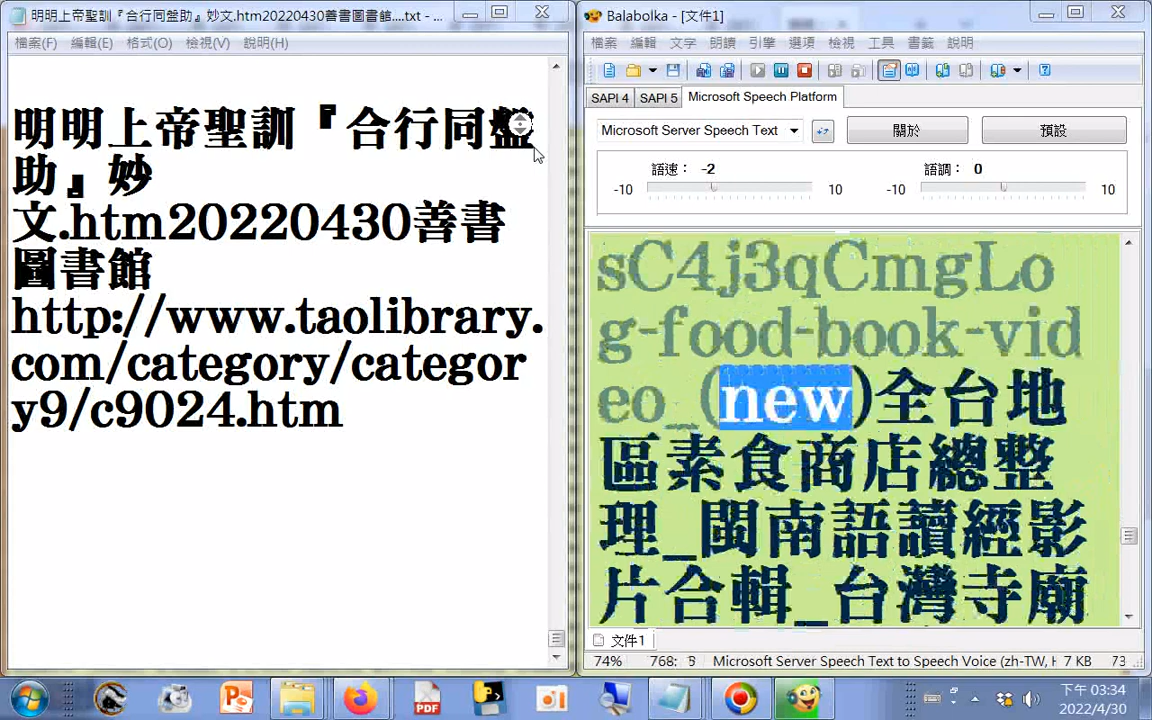 明明上帝聖訓『合行同盤助』妙文.htm20220430善書圖書館....txt - ...
檔案(F) 編輯(E) 格式(O) 檢視(V) 說明(H)
明明上帝聖訓『合行同盤
助』妙
文.htm20220430善書
圖書館
http://www.taolibrary.
com/category/categor
y9/c9024.htm
Balabolka - [文件1]
檔案 編輯 文字 朗讀 引擎 選項 檢視 工具 書籤 說明
SAPI 4 SAPI 5 Microsoft Speech Platform
Microsoft Server Speech Text 關於 預設
語速： -2 語調： 0
-10 10 -10 10
sC4j3qCmgLo
g-food-book-vid
eo_(new)全台地
區素食商店總整
理_閩南語讀經影
片合輯_台灣寺廟
文件1
74% 768: Microsoft Server Speech Text to Speech Voice (zh-TW, H 7 KB 73
PDF
下午 03:34
2022/4/30